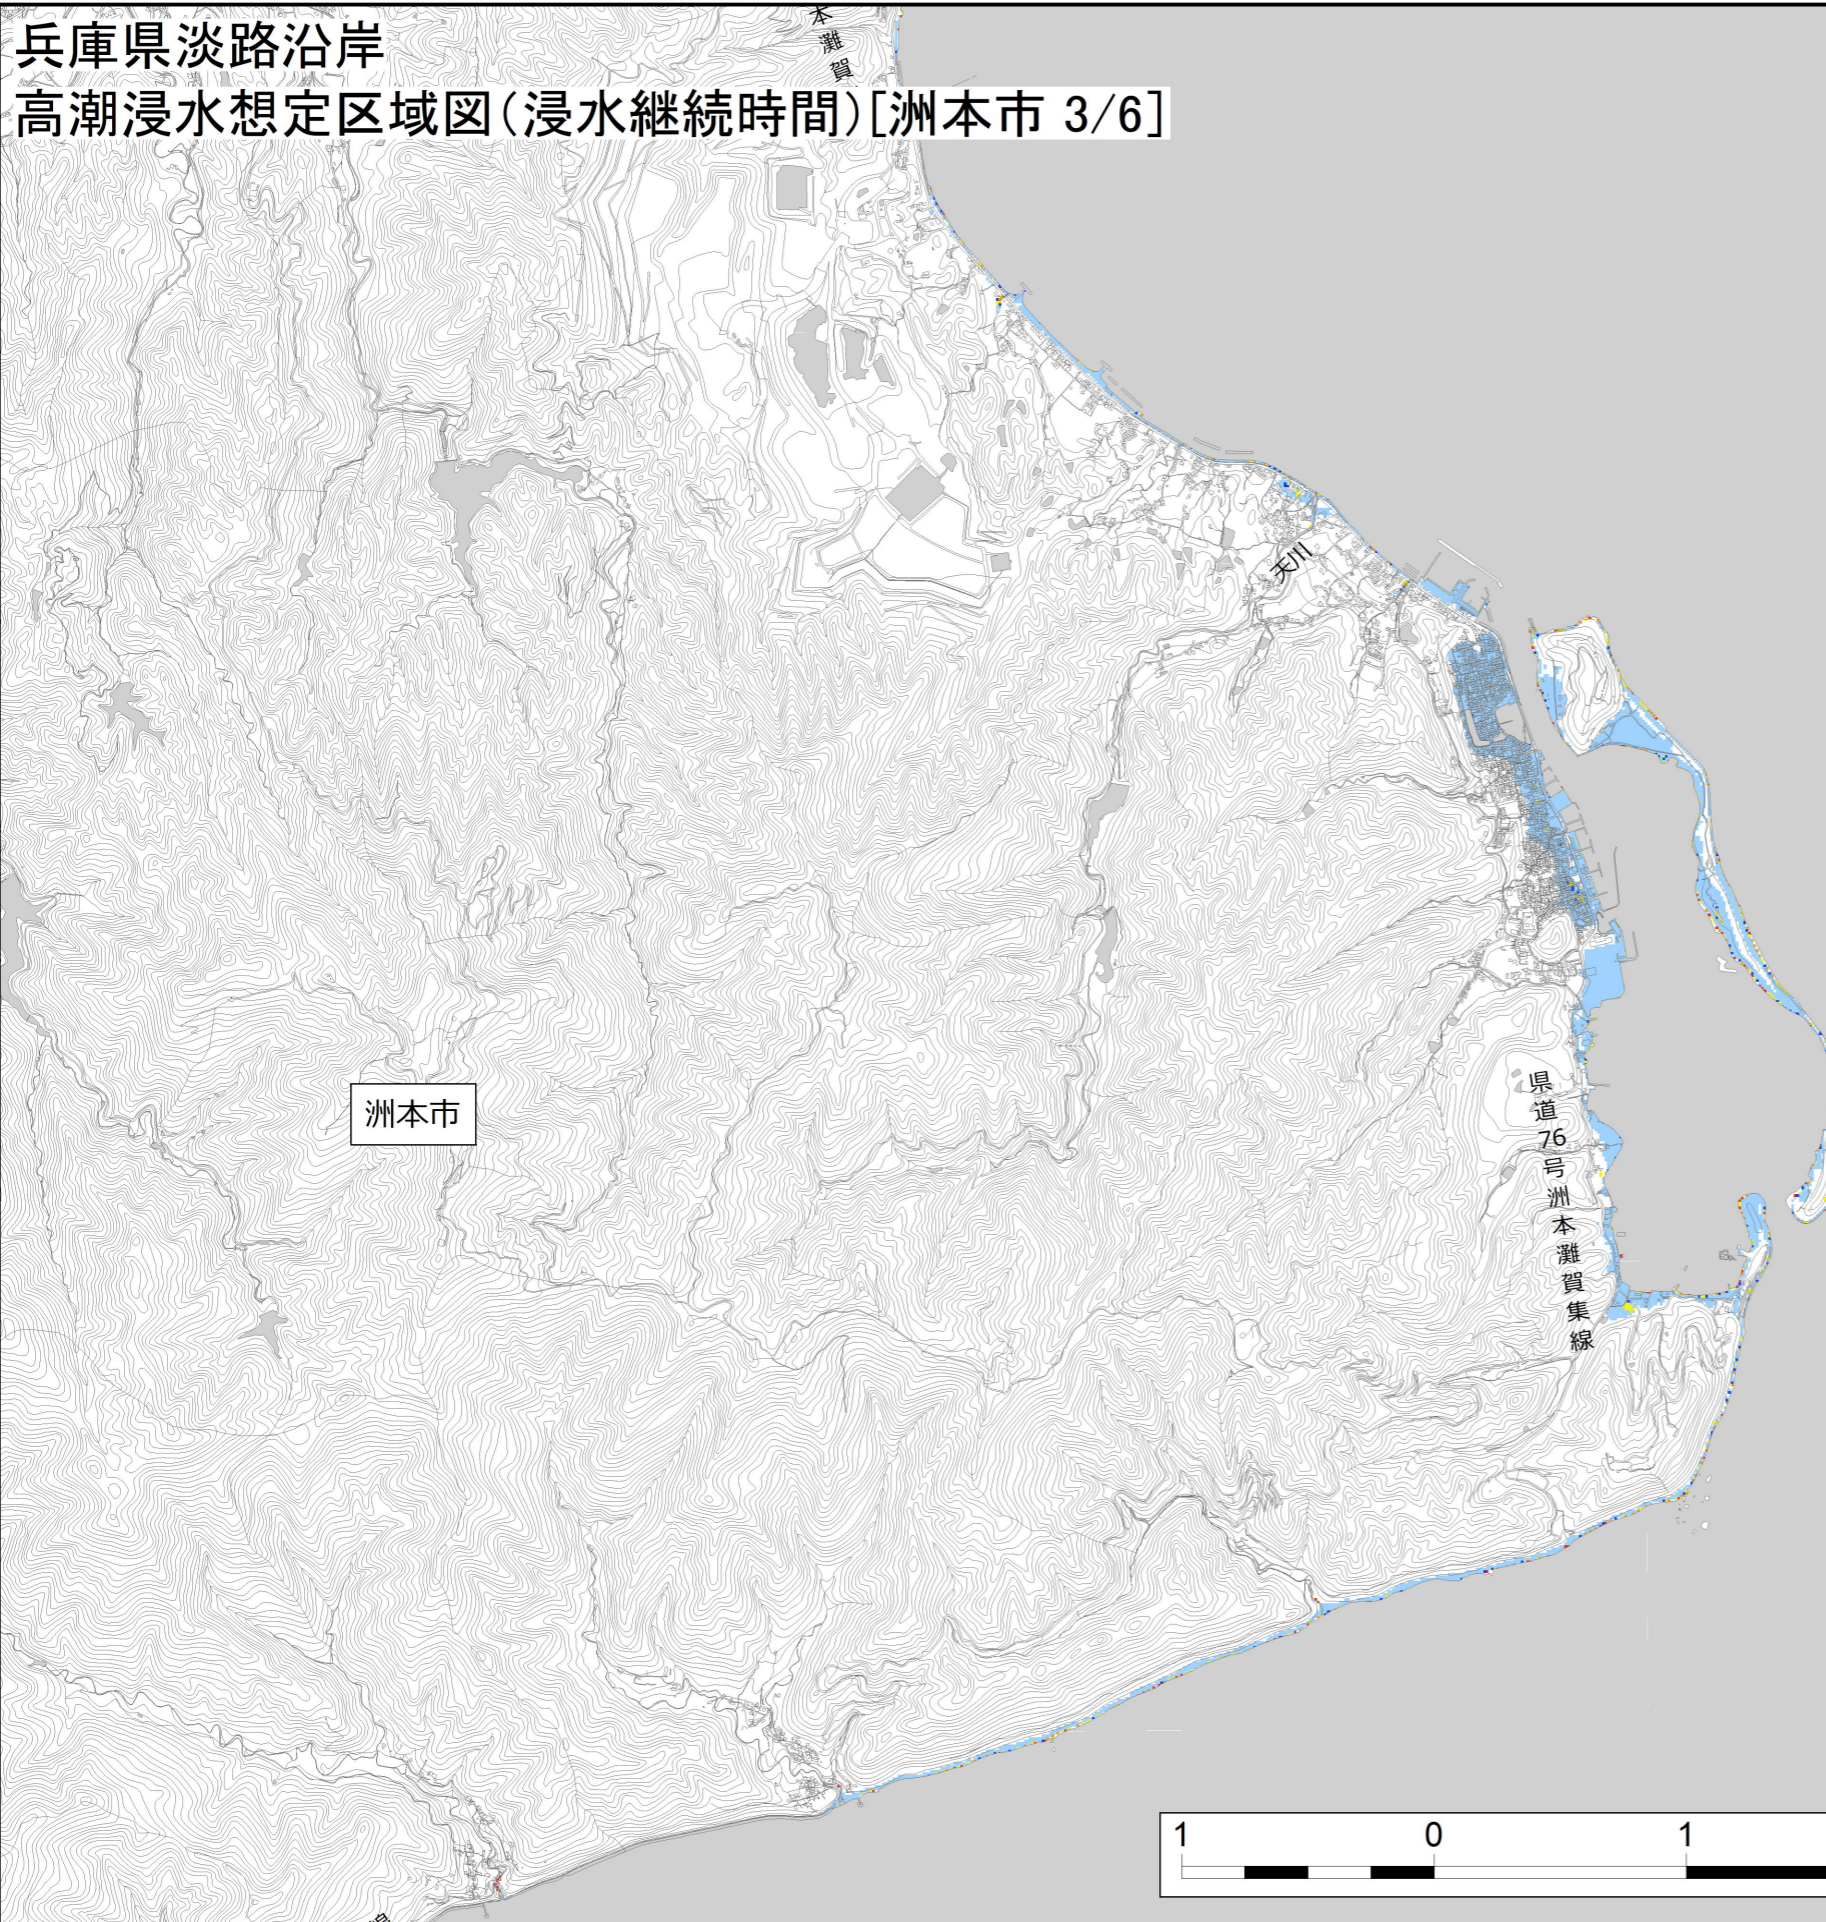 兵庫県淡路沿岸
高潮浸水想定区域図(浸水継続時間)[洲本市 3/6]
本灘賀
天川
洲本市
県道76号洲本灘賀集線
1 0 1